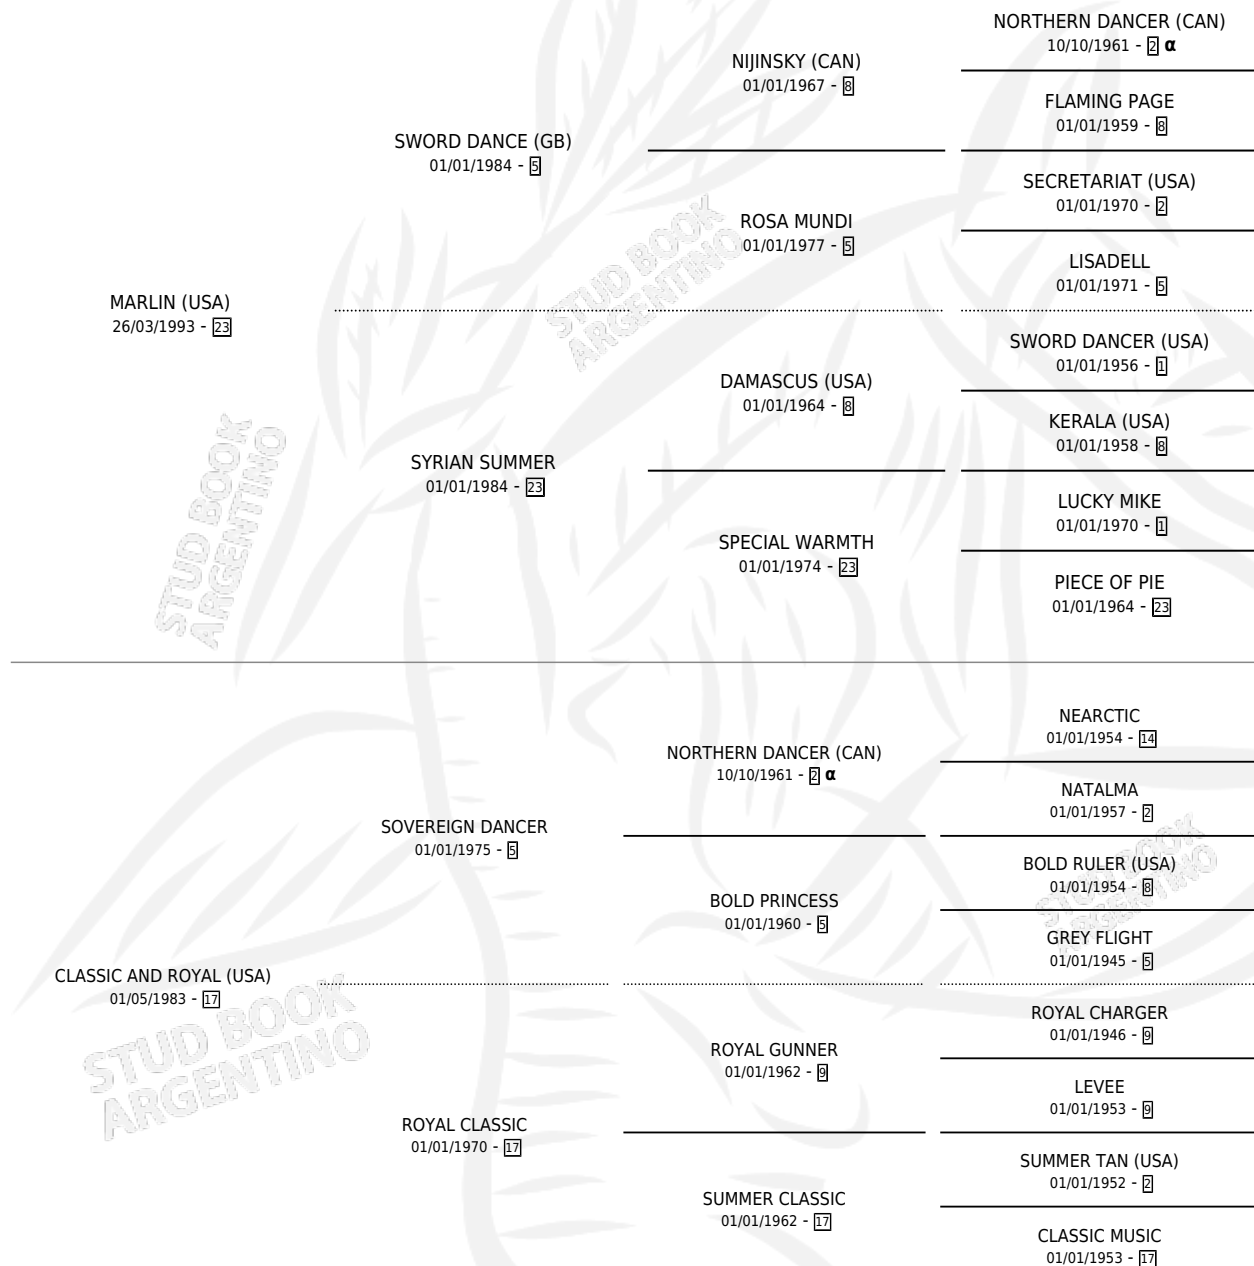 NORTHERN DANCER (CAN)
10/10/1961 - 2 α
NIJINSKY (CAN)
01/01/1967 - 8
FLAMING PAGE
01/01/1959 - 8
SWORD DANCE (GB)
01/01/1984 - 5
SECRETARIAT (USA)
01/01/1970 - 2
ROSA MUNDI
01/01/1977 - 5
LISADELL
01/01/1971 - 5
MARLIN (USA)
26/03/1993 - 23
SWORD DANCER (USA)
01/01/1956 - 1
DAMASCUS (USA)
01/01/1964 - 8
KERALA (USA)
01/01/1958 - 8
SYRIAN SUMMER
01/01/1984 - 23
LUCKY MIKE
01/01/1970 - 1
SPECIAL WARMTH
01/01/1974 - 23
PIECE OF PIE
01/01/1964 - 23
NEARCTIC
01/01/1954 - 14
NORTHERN DANCER (CAN)
10/10/1961 - 2 α
NATALMA
01/01/1957 - 2
SOVEREIGN DANCER
01/01/1975 - 5
BOLD RULER (USA)
01/01/1954 - 8
BOLD PRINCESS
01/01/1960 - 5
GREY FLIGHT
01/01/1945 - 5
CLASSIC AND ROYAL (USA)
01/05/1983 - 17
ROYAL CHARGER
01/01/1946 - 9
ROYAL GUNNER
01/01/1962 - 9
LEVEE
01/01/1953 - 9
ROYAL CLASSIC
01/01/1970 - 17
SUMMER TAN (USA)
01/01/1952 - 2
SUMMER CLASSIC
01/01/1962 - 17
CLASSIC MUSIC
01/01/1953 - 17
STUD BOOK
ARGENTINO
STUD BOOK
ARGENTINO
STUD BOOK
ARGENTINO
STUD BOOK
ARGENTINO